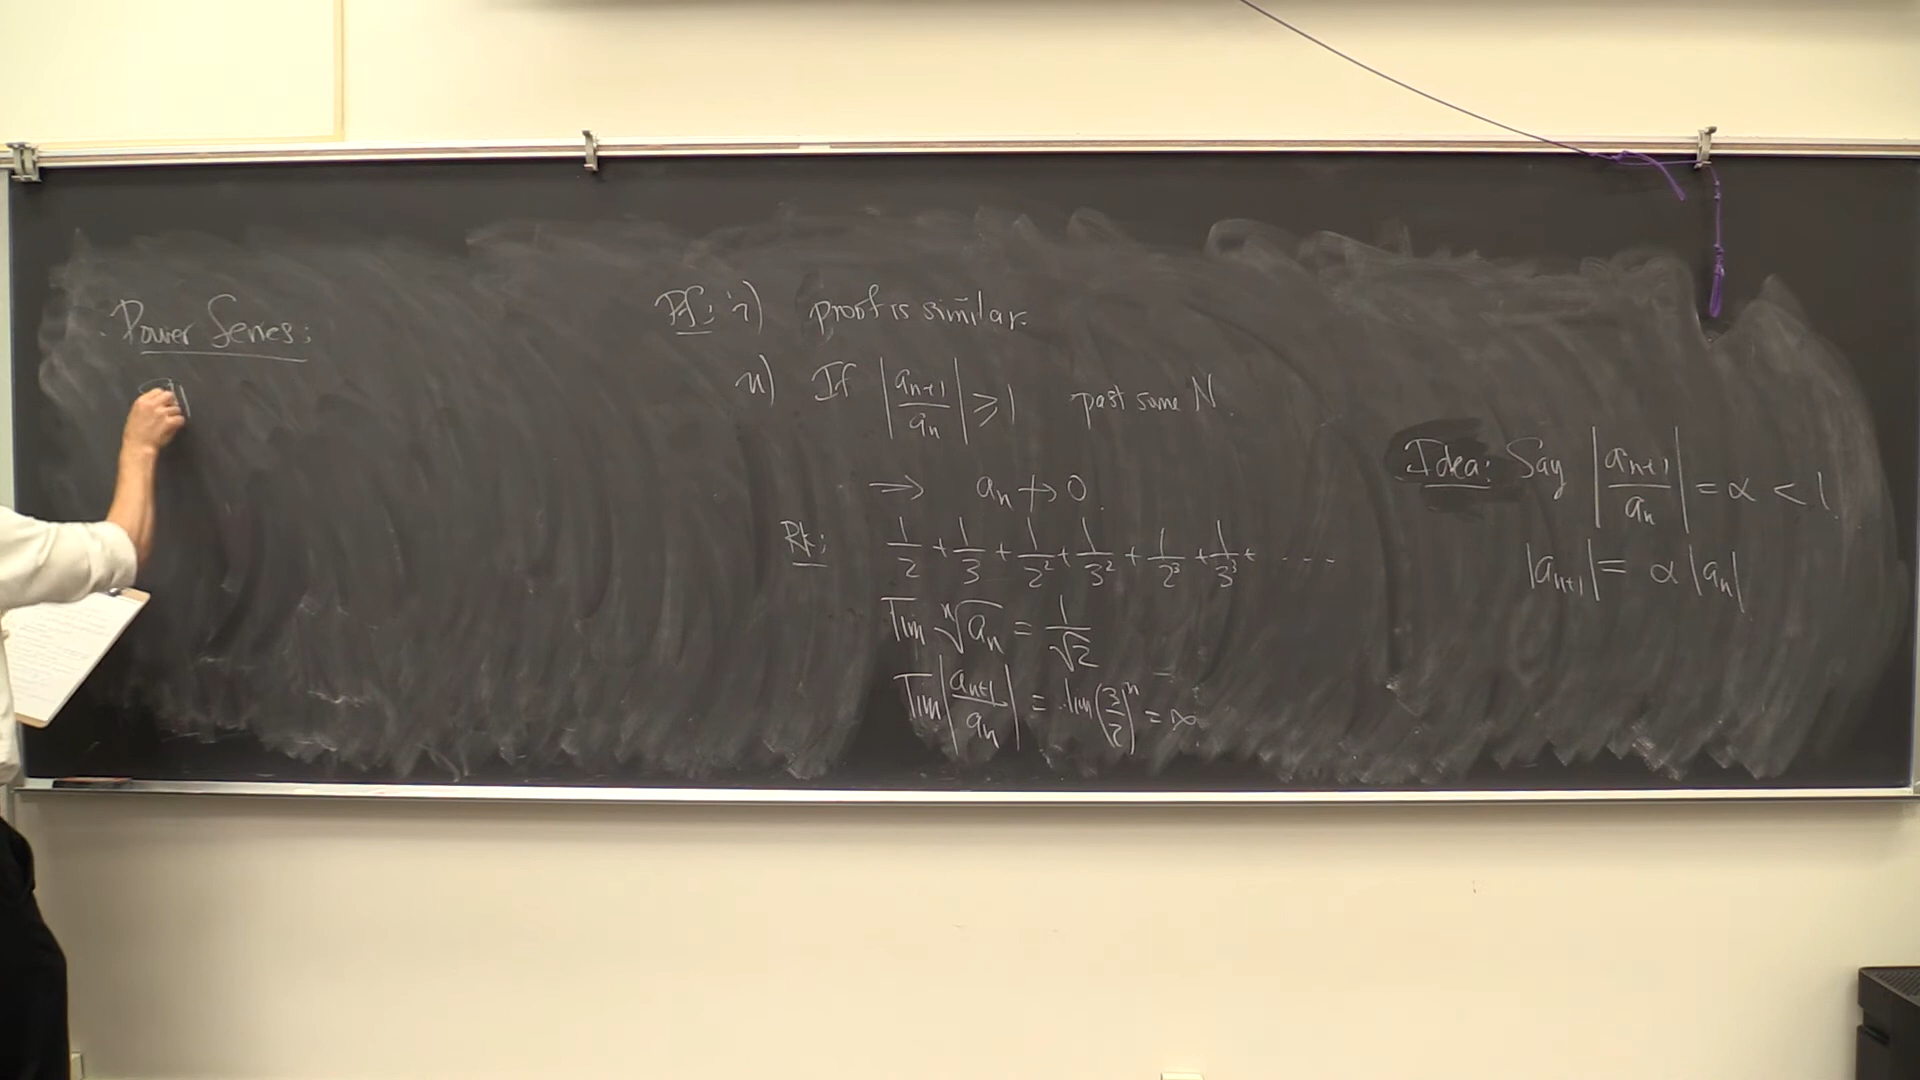 Power Series:
Pf: i) proof is similar.
ii) If |a_{n+1}/a_n| ≥ 1 past some N.
⇒ a_n ↛ 0.
Rk: 1/2 + 1/3 + 1/2² + 1/3² + 1/2³ + 1/3³ + ....
lim ⁿ√a_n = 1/√2
lim |a_{n+1}/a_n| = lim (3/2)ⁿ = ∞
Idea: Say |a_{n+1}/a_n| = α < 1.
|a_{n+1}| = α |a_n|